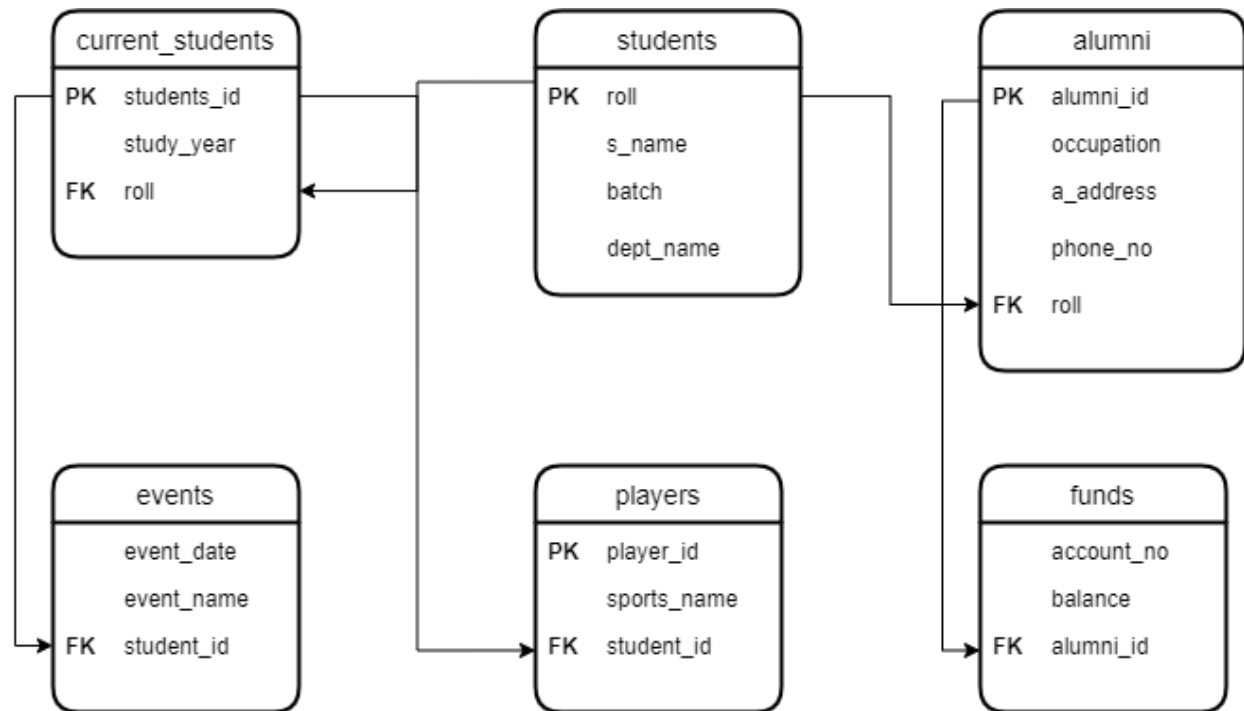 current_students
PK students_id
study_year
FK roll
students
PK roll
s_name
batch
dept_name
alumni
PK alumni_id
occupation
a_address
phone_no
FK roll
events
event_date
event_name
FK student_id
players
PK player_id
sports_name
FK student_id
funds
account_no
balance
FK alumni_id